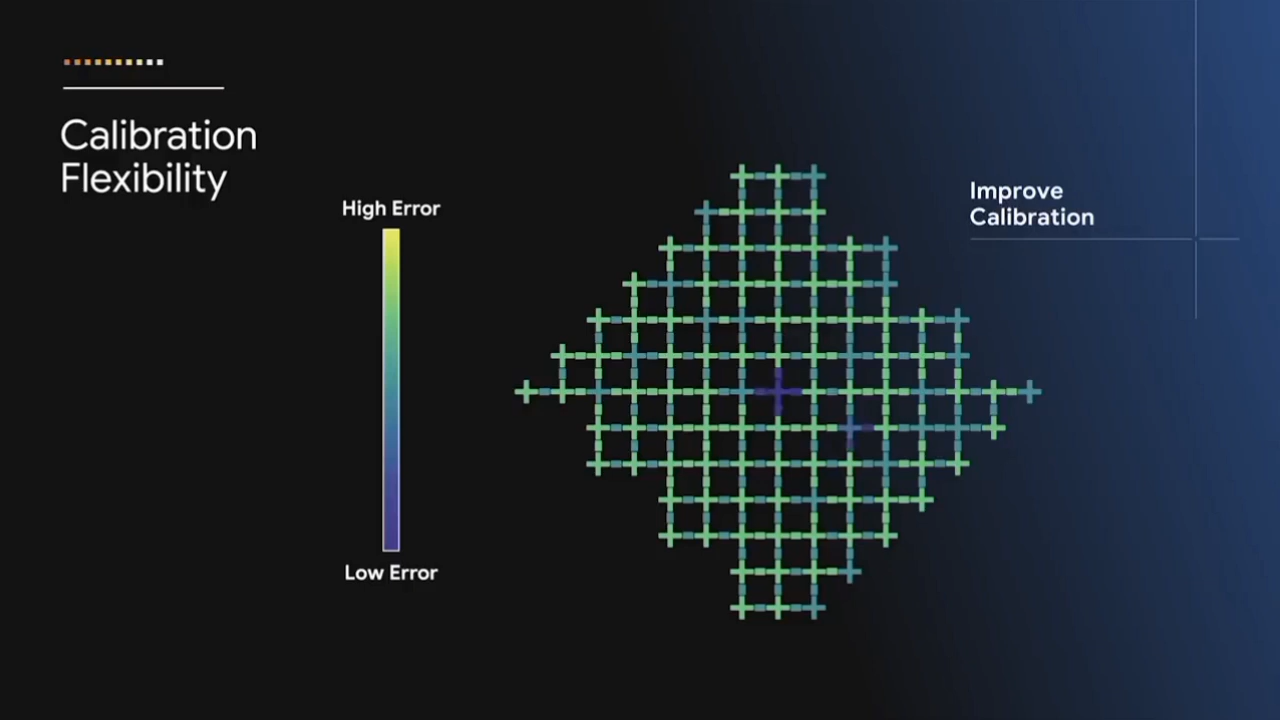 Calibration
Flexibility
High Error
Improve
Calibration
Low Error